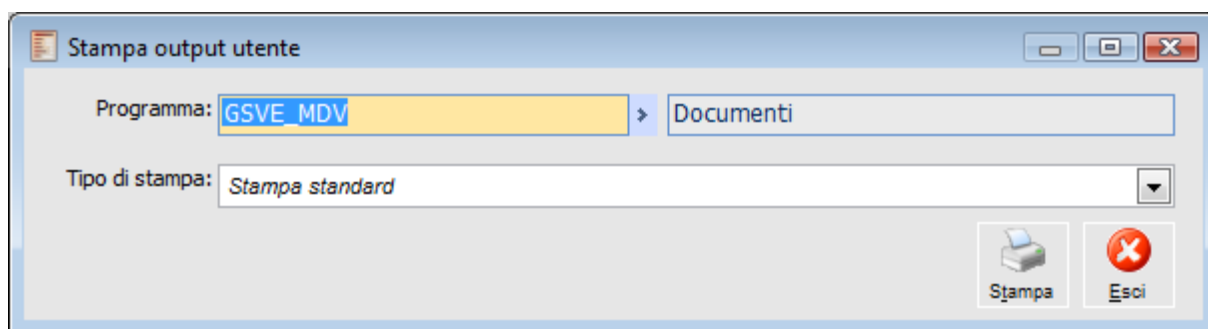 Stampa output utente
Programma: GSVE_MDV Documenti
Tipo di stampa: Stampa standard
Stampa Esci